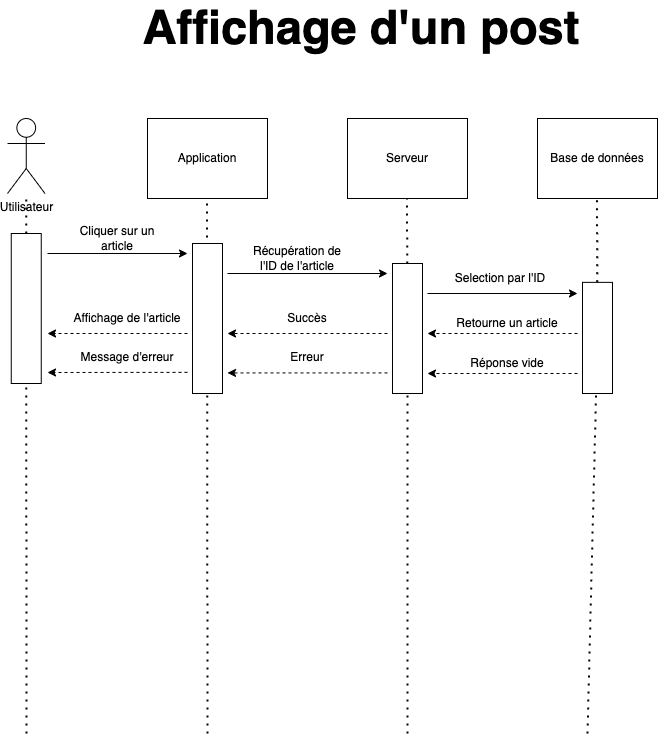 Affichage d'un post
Application
Serveur
Base de données
Utilisateur
Cliquer sur un
article
Récupération de
l'ID de l'article
Selection par l'ID
Affichage de l'article
Succès
Retourne un article
Message d'erreur
Erreur
Réponse vide